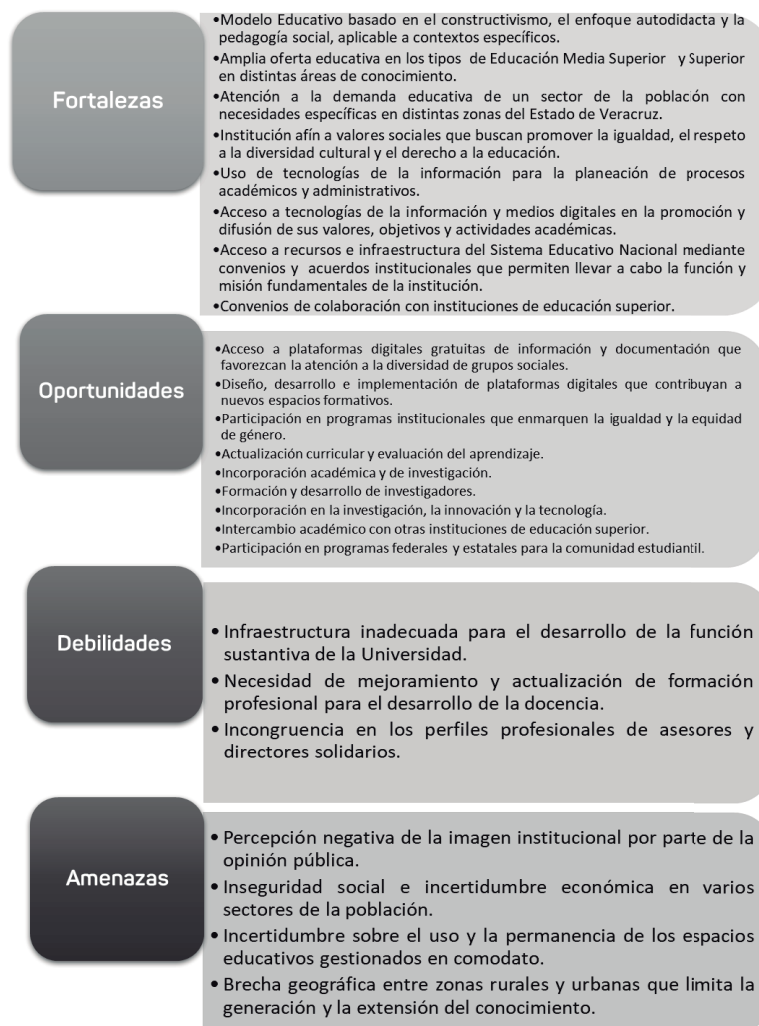 Fortalezas
•Modelo Educativo basado en el constructivismo, el enfoque autodidacta y la
pedagogía social, aplicable a contextos específicos.
•Amplia oferta educativa en los tipos de Educación Media Superior y Superior
en distintas áreas de conocimiento.
•Atención a la demanda educativa de un sector de la población con
necesidades específicas en distintas zonas del Estado de Veracruz.
•Institución afín a valores sociales que buscan promover la igualdad, el respeto
a la diversidad cultural y el derecho a la educación.
•Uso de tecnologías de la información para la planeación de procesos
académicos y administrativos.
•Acceso a tecnologías de la información y medios digitales en la promoción y
difusión de sus valores, objetivos y actividades académicas.
•Acceso a recursos e infraestructura del Sistema Educativo Nacional mediante
convenios y acuerdos institucionales que permiten llevar a cabo la función y
misión fundamentales de la institución.
•Convenios de colaboración con instituciones de educación superior.
Oportunidades
•Acceso a plataformas digitales gratuitas de información y documentación que
favorezcan la atención a la diversidad de grupos sociales.
•Diseño, desarrollo e implementación de plataformas digitales que contribuyan a
nuevos espacios formativos.
•Participación en programas institucionales que enmarquen la igualdad y la equidad
de género.
•Actualización curricular y evaluación del aprendizaje.
•Incorporación académica y de investigación.
•Formación y desarrollo de investigadores.
•Incorporación en la investigación, la innovación y la tecnología.
•Intercambio académico con otras instituciones de educación superior.
•Participación en programas federales y estatales para la comunidad estudiantil.
Debilidades
• Infraestructura inadecuada para el desarrollo de la función
sustantiva de la Universidad.
• Necesidad de mejoramiento y actualización de formación
profesional para el desarrollo de la docencia.
• Incongruencia en los perfiles profesionales de asesores y
directores solidarios.
Amenazas
• Percepción negativa de la imagen institucional por parte de la
opinión pública.
• Inseguridad social e incertidumbre económica en varios
sectores de la población.
• Incertidumbre sobre el uso y la permanencia de los espacios
educativos gestionados en comodato.
• Brecha geográfica entre zonas rurales y urbanas que limita la
generación y la extensión del conocimiento.